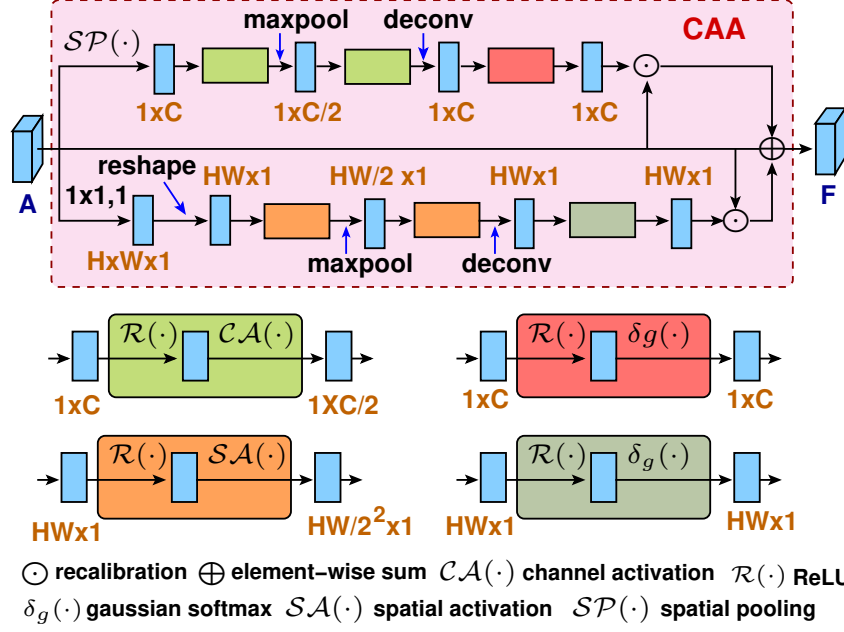 maxpool deconv CAA
SP(·)
1xC 1xC/2 1xC 1xC
A F
reshape HWx1 HW/2 x1 HWx1 HWx1
1x1,1
HxWx1 maxpool deconv
R(·) CA(·) R(·) δg(·)
1xC 1XC/2 1xC 1xC
R(·) SA(·) R(·) δ_g(·)
HWx1 HW/2²x1 HWx1 HWx1
⊙ recalibration ⊕ element-wise sum CA(·) channel activation R(·) ReLU
δ_g(·) gaussian softmax SA(·) spatial activation SP(·) spatial pooling